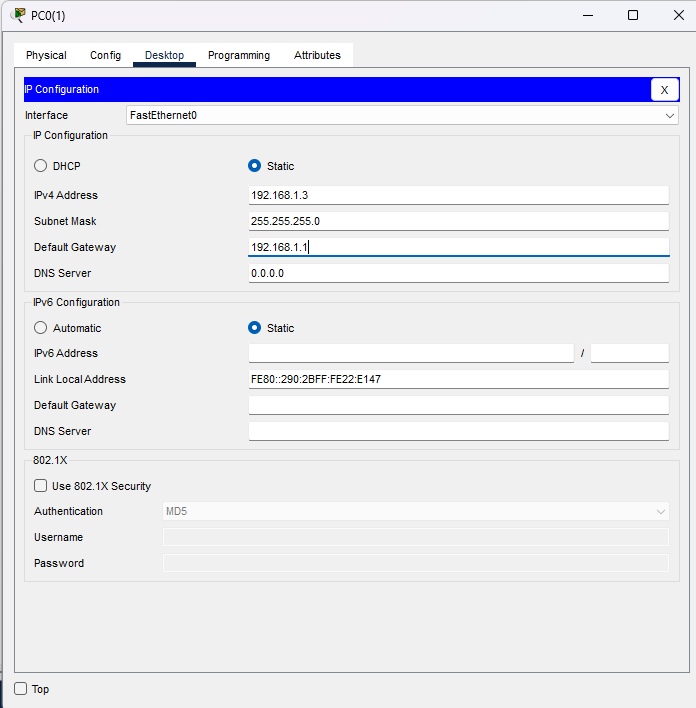 PC0(1)
Physical Config Desktop Programming Attributes
IP Configuration X
Interface FastEthernet0
IP Configuration
DHCP Static
IPv4 Address 192.168.1.3
Subnet Mask 255.255.255.0
Default Gateway 192.168.1.1
DNS Server 0.0.0.0
IPv6 Configuration
Automatic Static
IPv6 Address /
Link Local Address FE80::290:2BFF:FE22:E147
Default Gateway
DNS Server
802.1X
Use 802.1X Security
Authentication MD5
Username
Password
Top